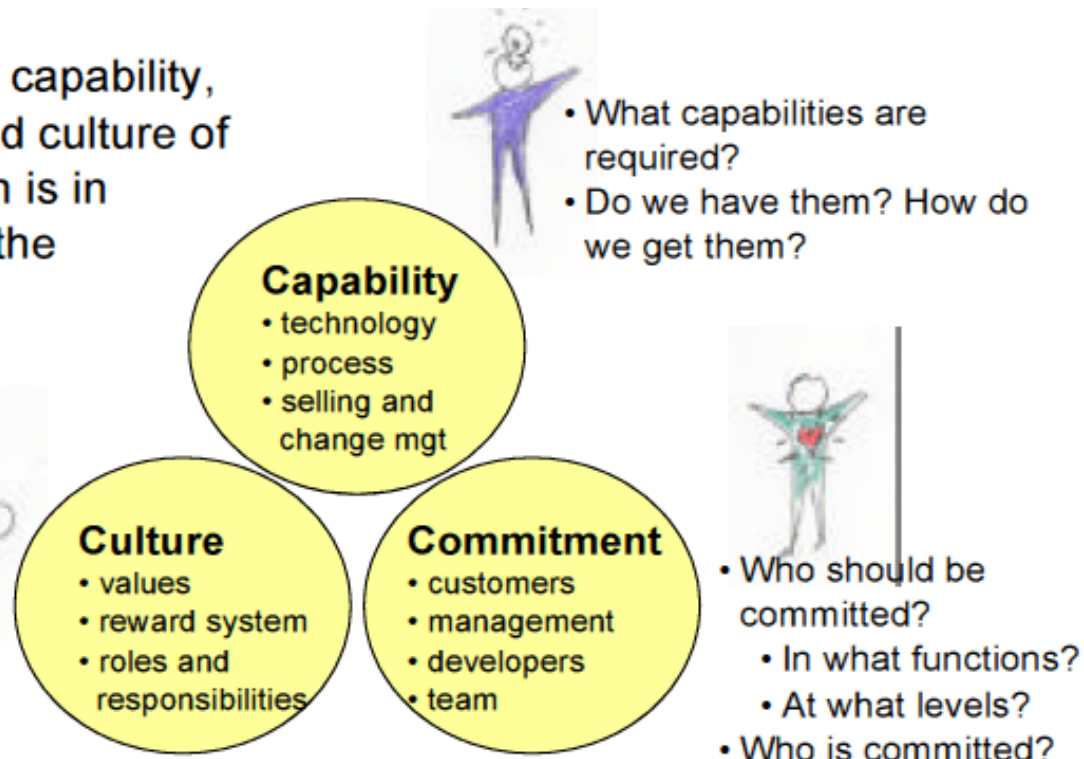 capability,
d culture of
n is in
the
• What capabilities are
required?
• Do we have them? How do
we get them?
Capability
• technology
• process
• selling and
change mgt
Culture
• values
• reward system
• roles and
responsibilities
Commitment
• customers
• management
• developers
• team
• Who should be
committed?
• In what functions?
• At what levels?
• Who is committed?